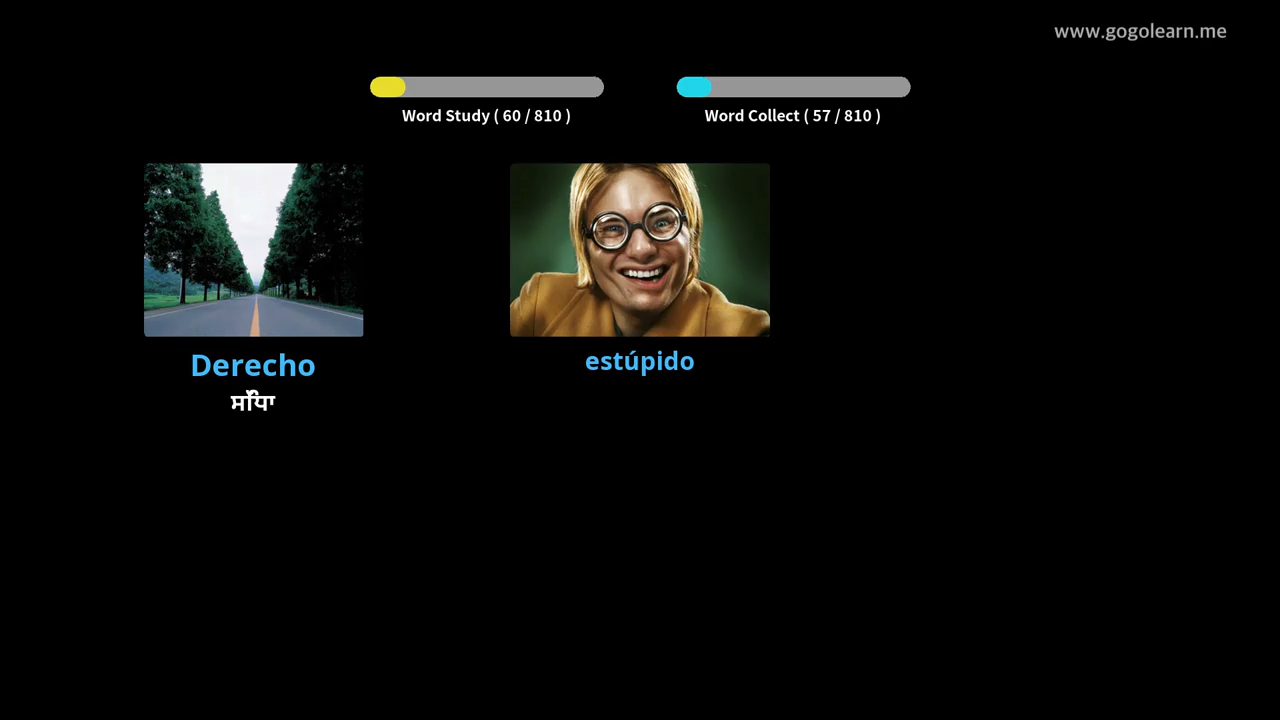 www.gogolearn.me
Word Study ( 60 / 810 )
Word Collect ( 57 / 810 )
Derecho
estúpido
ਸਿੱਧਾ